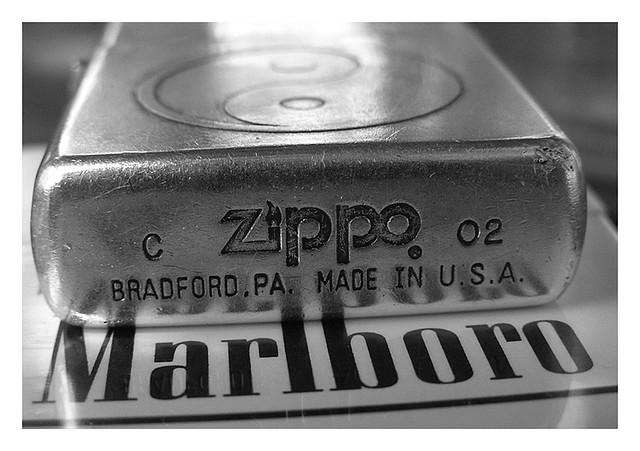 C zippo 02
BRADFORD,PA. MADE IN U.S.A.
Marlboro